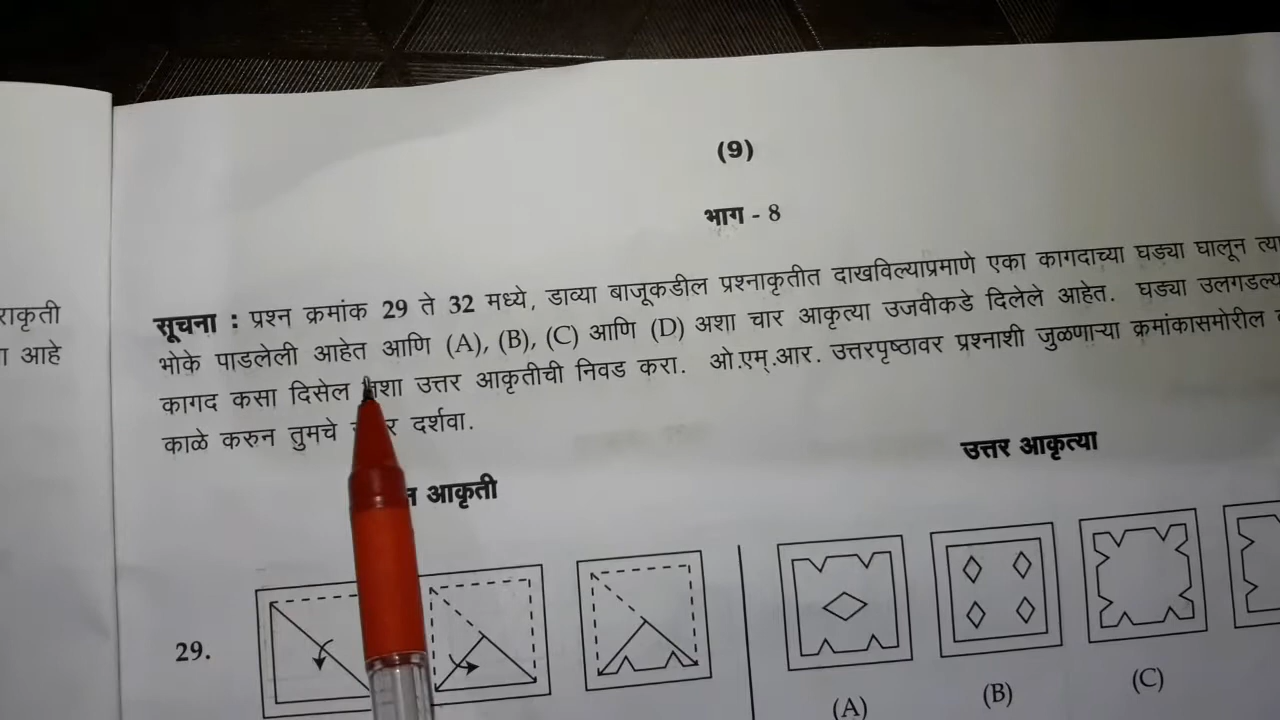 (9)
भाग - 8
राकृती
ा आहे
सूचना : प्रश्न क्रमांक 29 ते 32 मध्ये, डाव्या बाजूकडील प्रश्नाकृतीत दाखविल्याप्रमाणे एका कागदाच्या घड्या घालून त्या
भोके पाडलेली आहेत आणि (A), (B), (C) आणि (D) अशा चार आकृत्या उजवीकडे दिलेले आहेत. घड्या उलगडल्य
कागद कसा दिसेल अशा उत्तर आकृतीची निवड करा. ओ.एम्.आर. उत्तरपृष्ठावर प्रश्नाशी जुळणाऱ्या क्रमांकासमोरील
काळे करुन तुमचे दर्शवा.
आकृती
उत्तर आकृत्या
29.
(A)
(B)
(C)